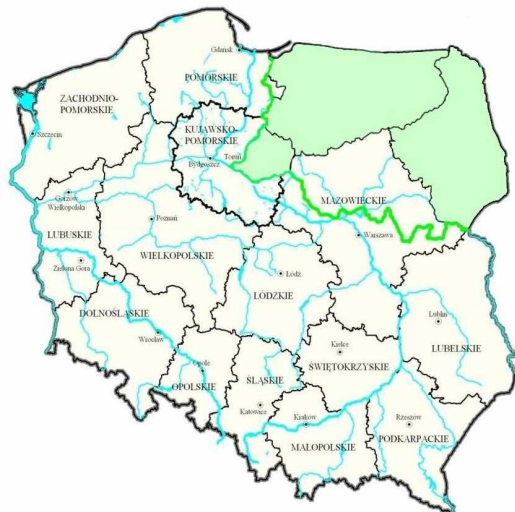 Gdańsk
POMORSKIE
ZACHODNIO-
POMORSKIE
Szczecin
KUJAWSKO-
POMORSKIE
Toruń
Bydgoszcz
MAZOWIECKIE
Warszawa
Gorzów
Wielkopolski
LUBUSKIE
Zielona Góra
Poznań
WIELKOPOLSKIE
Łódź
ŁÓDZKIE
DOLNOŚLĄSKIE
Wrocław
Opole
OPOLSKIE
ŚLĄSKIE
Katowice
Kielce
ŚWIĘTOKRZYSKIE
Lublin
LUBELSKIE
Kraków
MAŁOPOLSKIE
Rzeszów
PODKARPACKIE